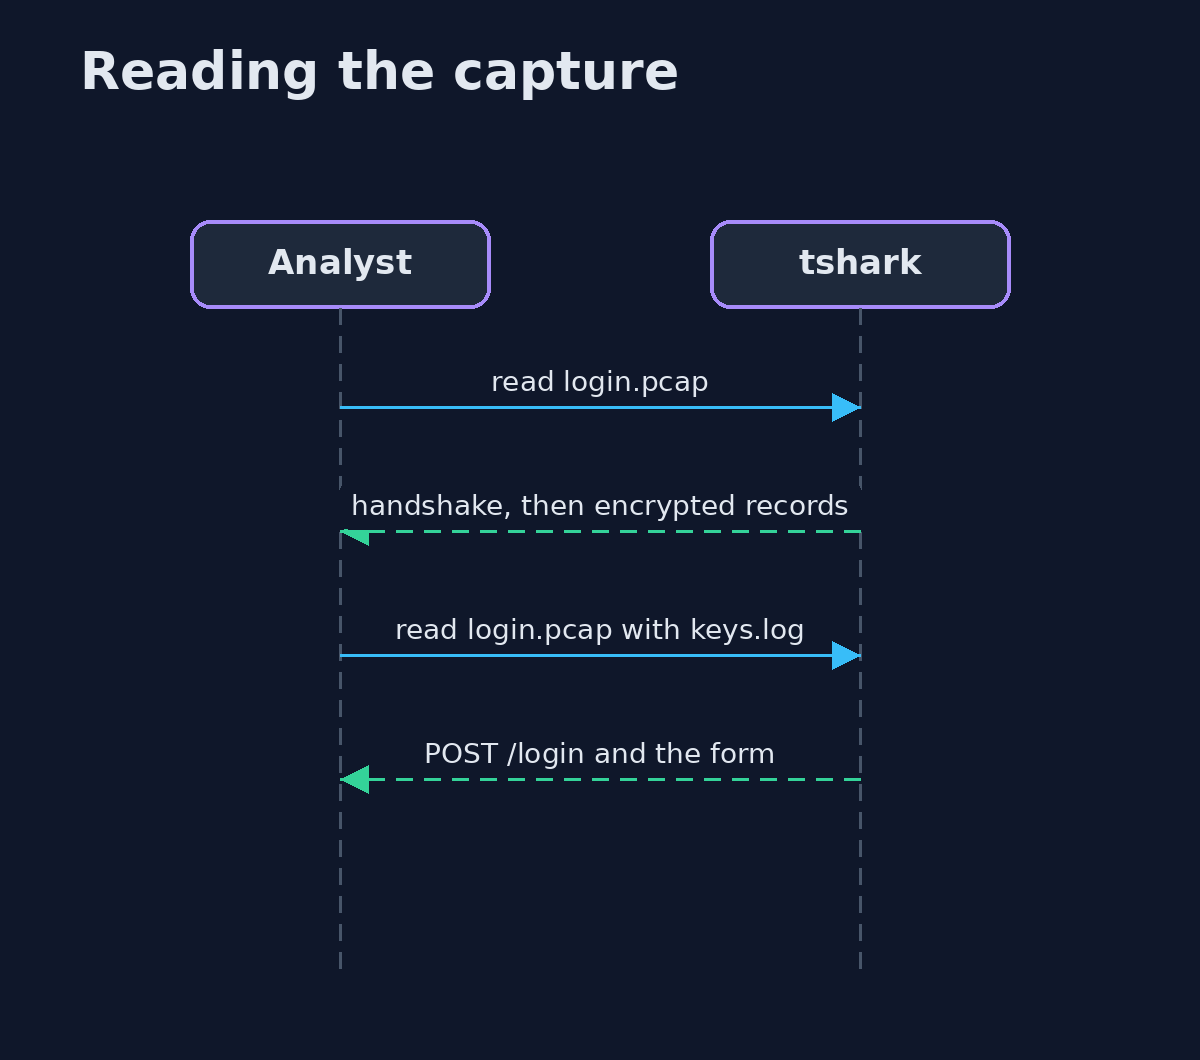 Reading the capture
Analyst
tshark
read login.pcap
handshake, then encrypted records
read login.pcap with keys.log
POST /login and the form